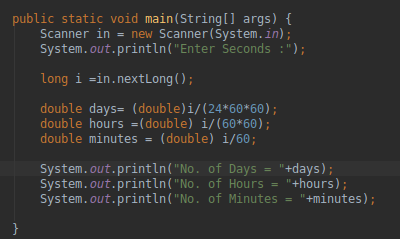 public static void main(String[] args) {
Scanner in = new Scanner(System.in);
System.out.println("Enter Seconds :");
long i =in.nextLong();
double days= (double)i/(24*60*60);
double hours =(double) i/(60*60);
double minutes = (double) i/60;
System.out.println("No. of Days = "+days);
System.out.println("No. of Hours = "+hours);
System.out.println("No. of Minutes = "+minutes);
}